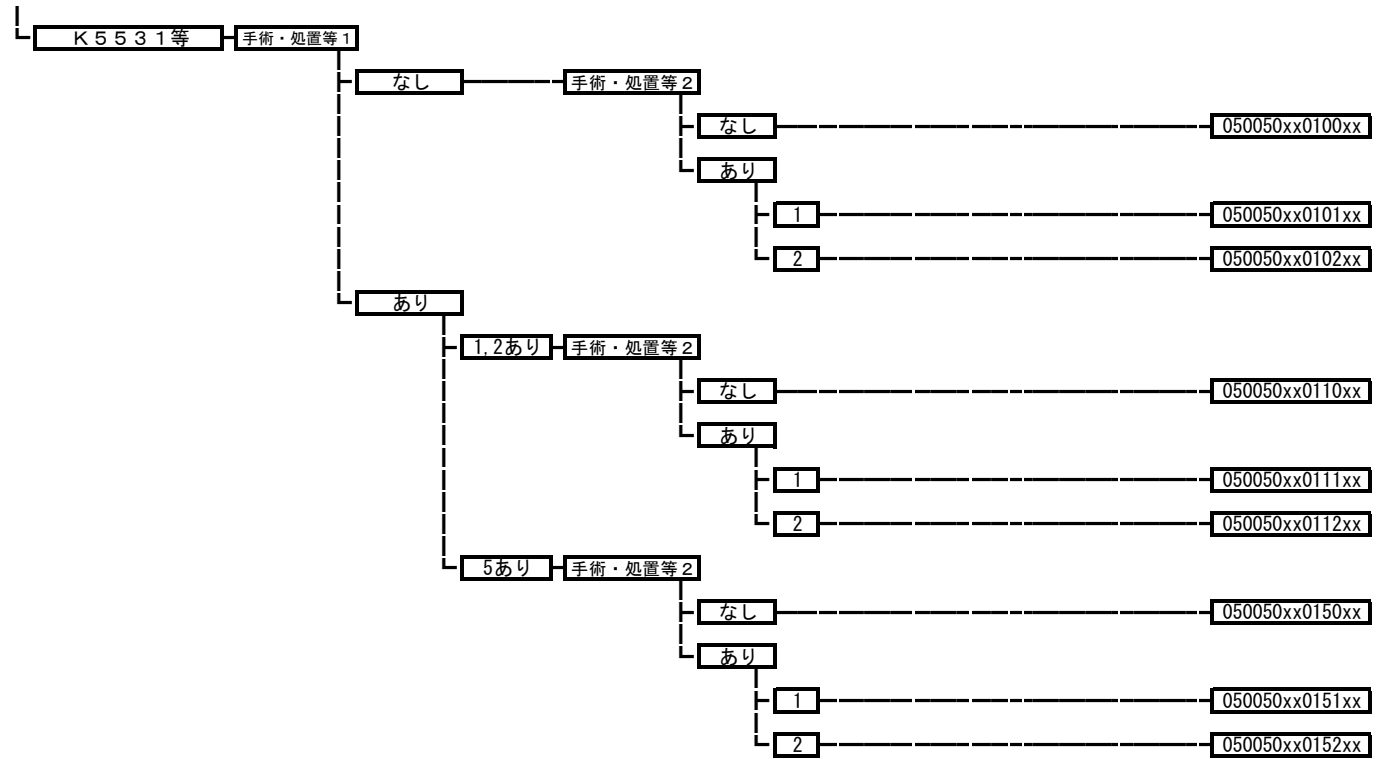 K5531等 手術・処置等1
なし 手術・処置等2
なし 050050xx0100xx
あり
1 050050xx0101xx
2 050050xx0102xx
あり
1,2あり 手術・処置等2
なし 050050xx0110xx
あり
1 050050xx0111xx
2 050050xx0112xx
5あり 手術・処置等2
なし 050050xx0150xx
あり
1 050050xx0151xx
2 050050xx0152xx